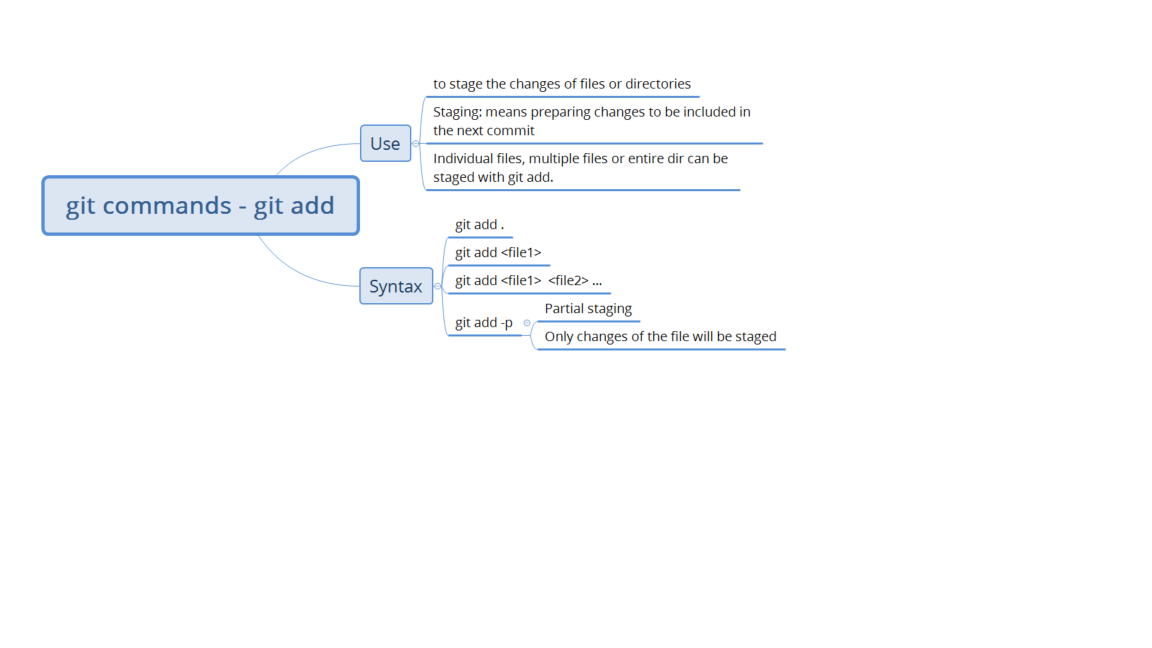 git commands - git add
Use
to stage the changes of files or directories
Staging: means preparing changes to be included in
the next commit
Individual files, multiple files or entire dir can be
staged with git add.
Syntax
git add .
git add <file1>
git add <file1>  <file2> ...
git add -p
Partial staging
Only changes of the file will be staged